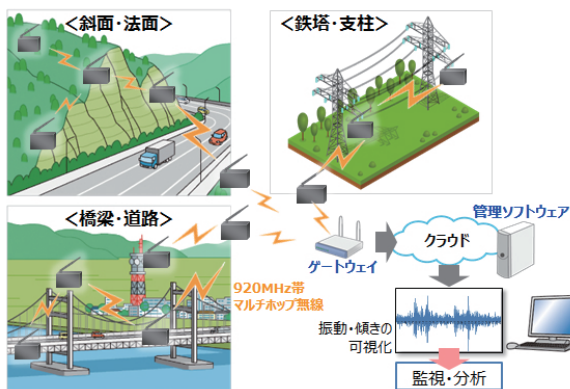 ＜斜面・法面＞
＜鉄塔・支柱＞
＜橋梁・道路＞
920MHz帯
マルチホップ無線
ゲートウェイ
クラウド
管理ソフトウェア
振動・傾きの
可視化
監視・分析